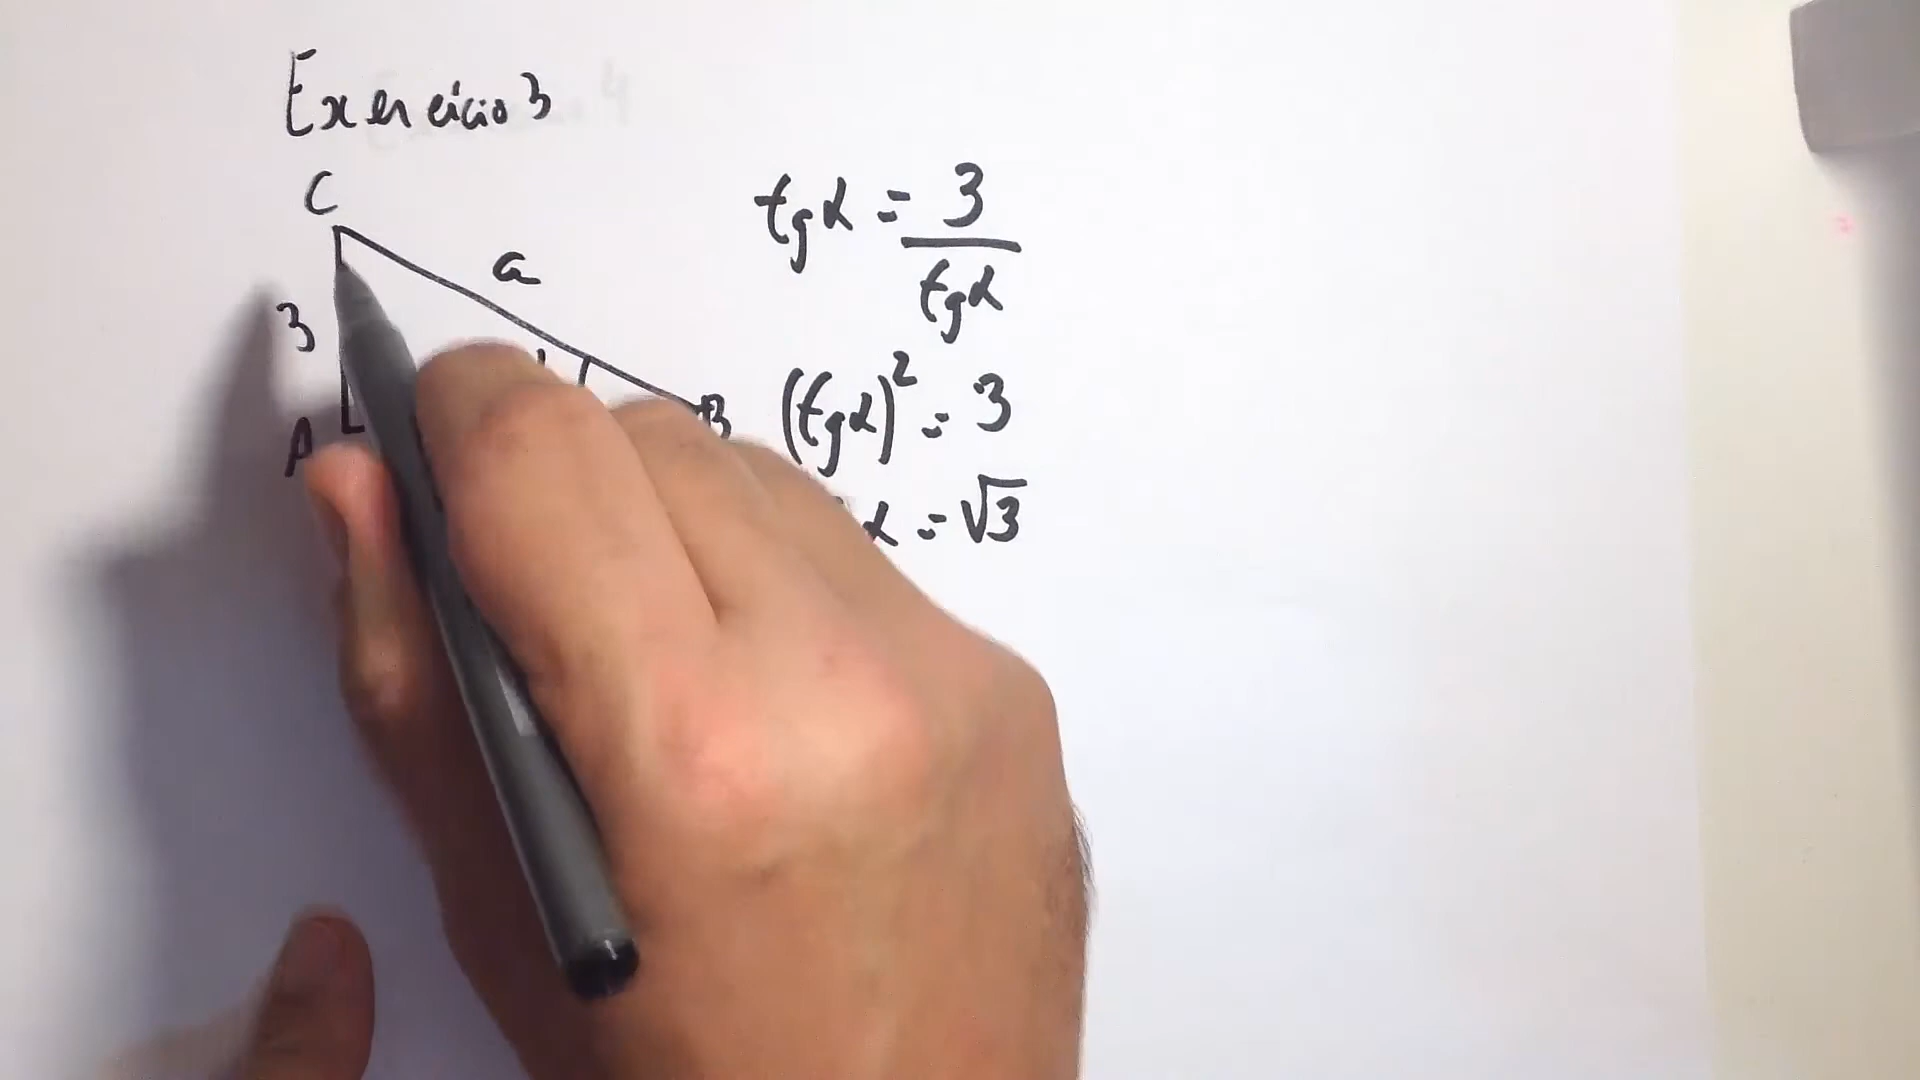 Exercício 3
C
a
3
A
B
tgα = 3/tgα
(tgα)² = 3
α = √3